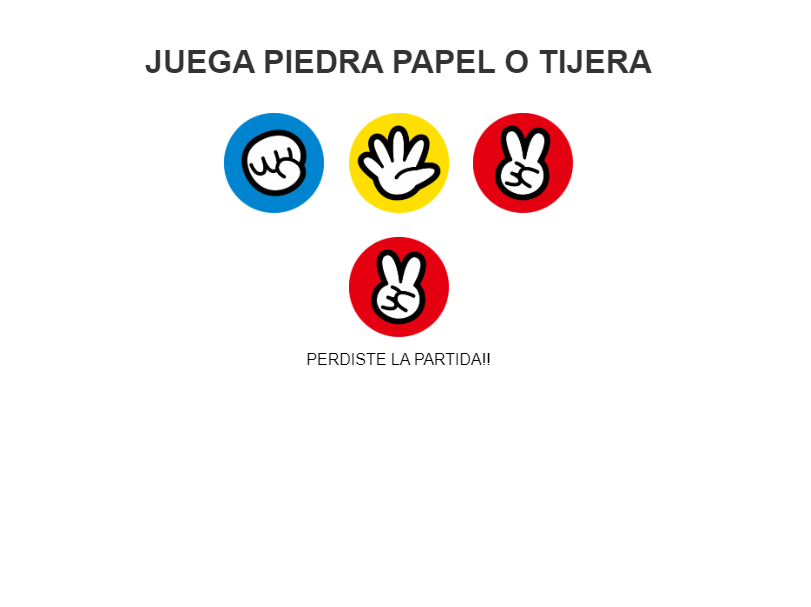 JUEGA PIEDRA PAPEL O TIJERA
PERDISTE LA PARTIDA!!